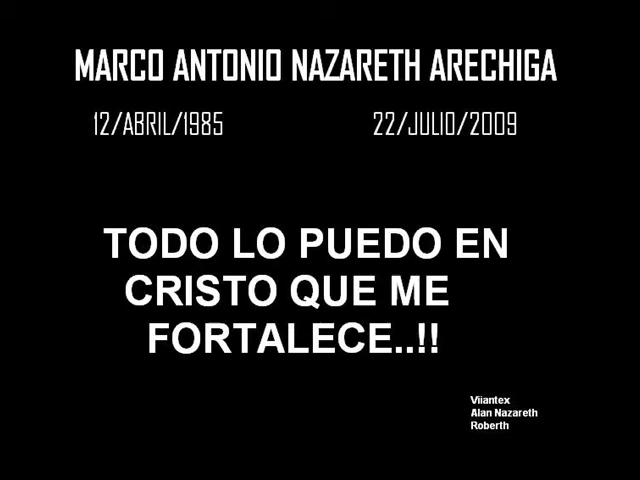 MARCO ANTONIO NAZARETH ARECHIGA
12/ABRIL/1985 22/JULIO/2009
TODO LO PUEDO EN
CRISTO QUE ME
FORTALECE..!!
Viiantex
Alan Nazareth
Roberth